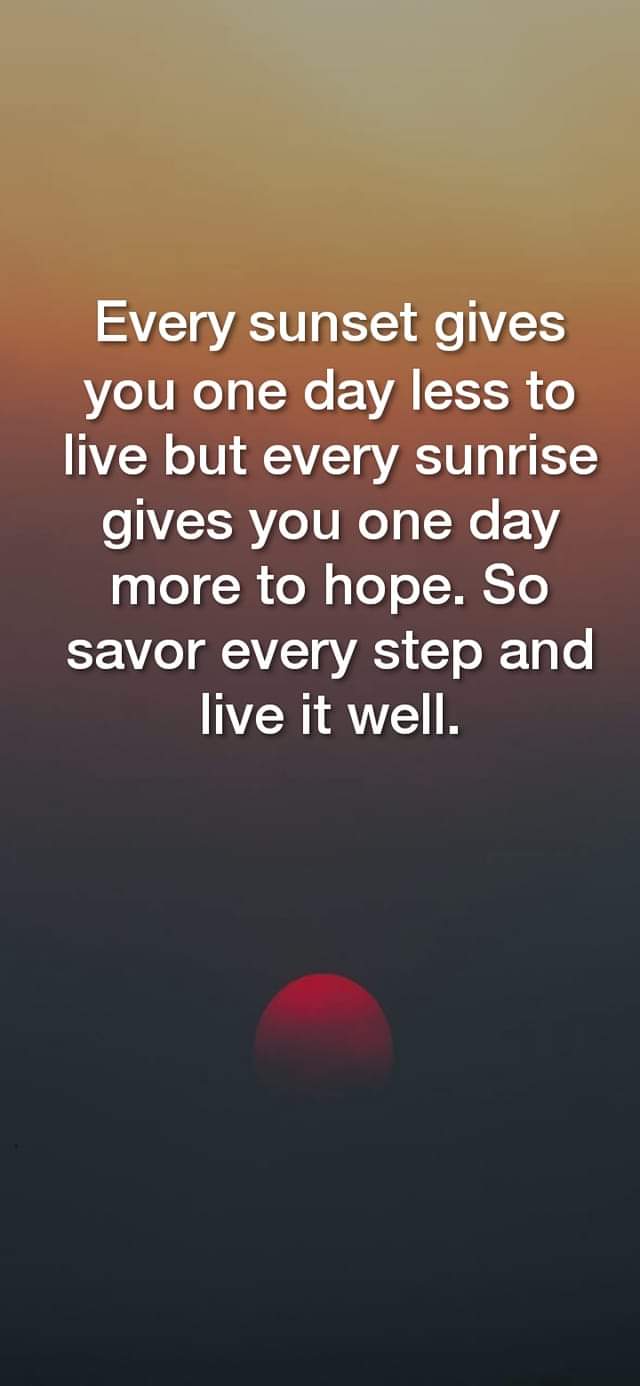 Every sunset gives
you one day less to
live but every sunrise
gives you one day
more to hope. So
savor every step and
live it well.